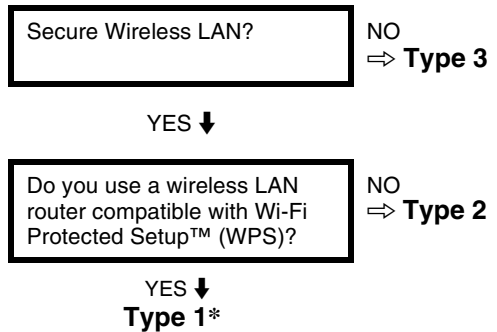 Secure Wireless LAN?
NO
⇨ Type 3
YES ⬇
Do you use a wireless LAN
router compatible with Wi-Fi
Protected Setup™ (WPS)?
NO
⇨ Type 2
YES ⬇
Type 1*